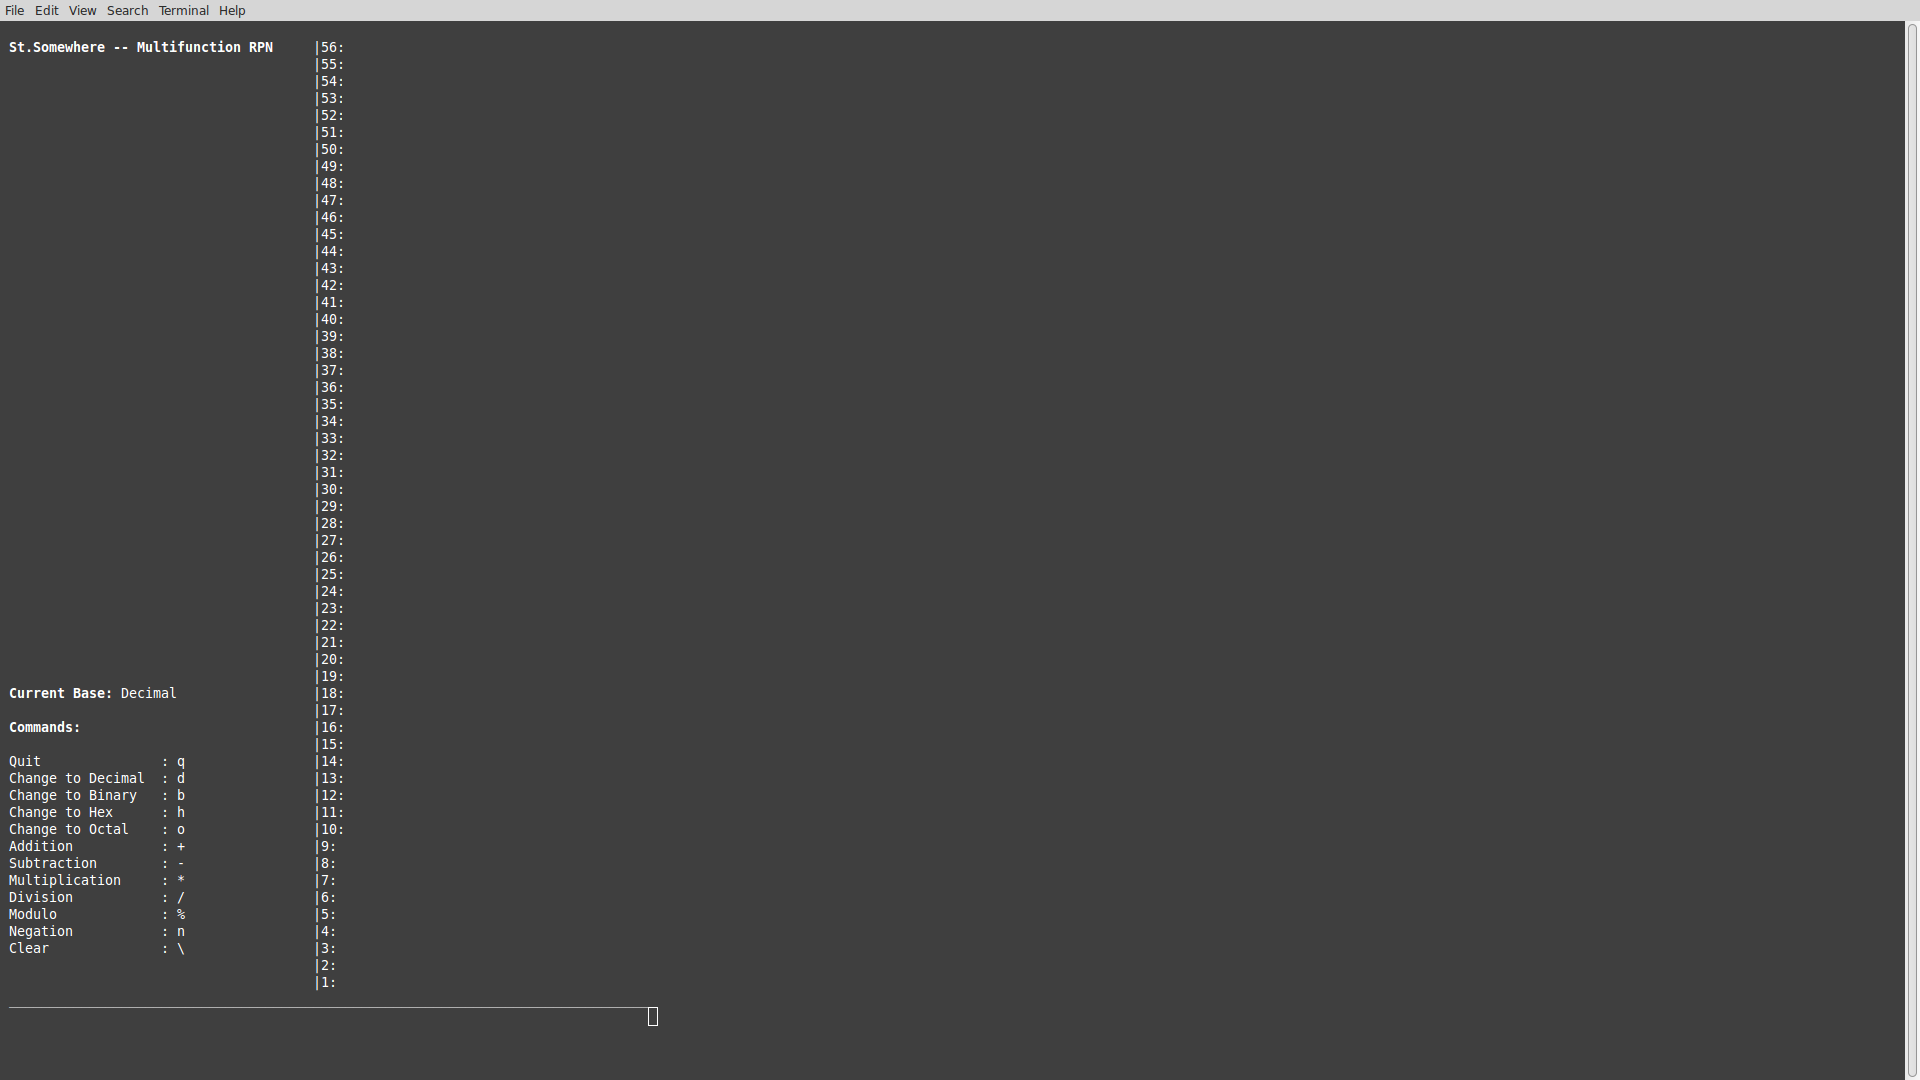 File Edit View Search Terminal Help
St.Somewhere -- Multifunction RPN |56:
|55:
|54:
|53:
|52:
|51:
|50:
|49:
|48:
|47:
|46:
|45:
|44:
|43:
|42:
|41:
|40:
|39:
|38:
|37:
|36:
|35:
|34:
|33:
|32:
|31:
|30:
|29:
|28:
|27:
|26:
|25:
|24:
|23:
|22:
|21:
|20:
|19:
Current Base: Decimal |18:
|17:
Commands: |16:
|15:
Quit : q |14:
Change to Decimal : d |13:
Change to Binary : b |12:
Change to Hex : h |11:
Change to Octal : o |10:
Addition : + |9:
Subtraction : - |8:
Multiplication : * |7:
Division : / |6:
Modulo : % |5:
Negation : n |4:
Clear : \ |3:
|2:
|1: